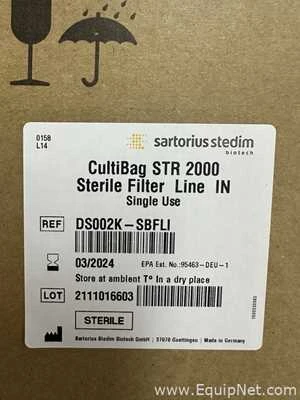 0158
L14
sartorius stedim
biotech
CultiBag STR 2000
Sterile Filter Line IN
Single Use
REF DS002K-SBFLI
03/2024 EPA Est. No.:95463-DEU-1
Store at ambient T° In a dry place
LOT 2111016603
STERILE
Sartorius Stedim Biotech GmbH | 37079 Goettingen | Made in Germany
www.EquipNet.com